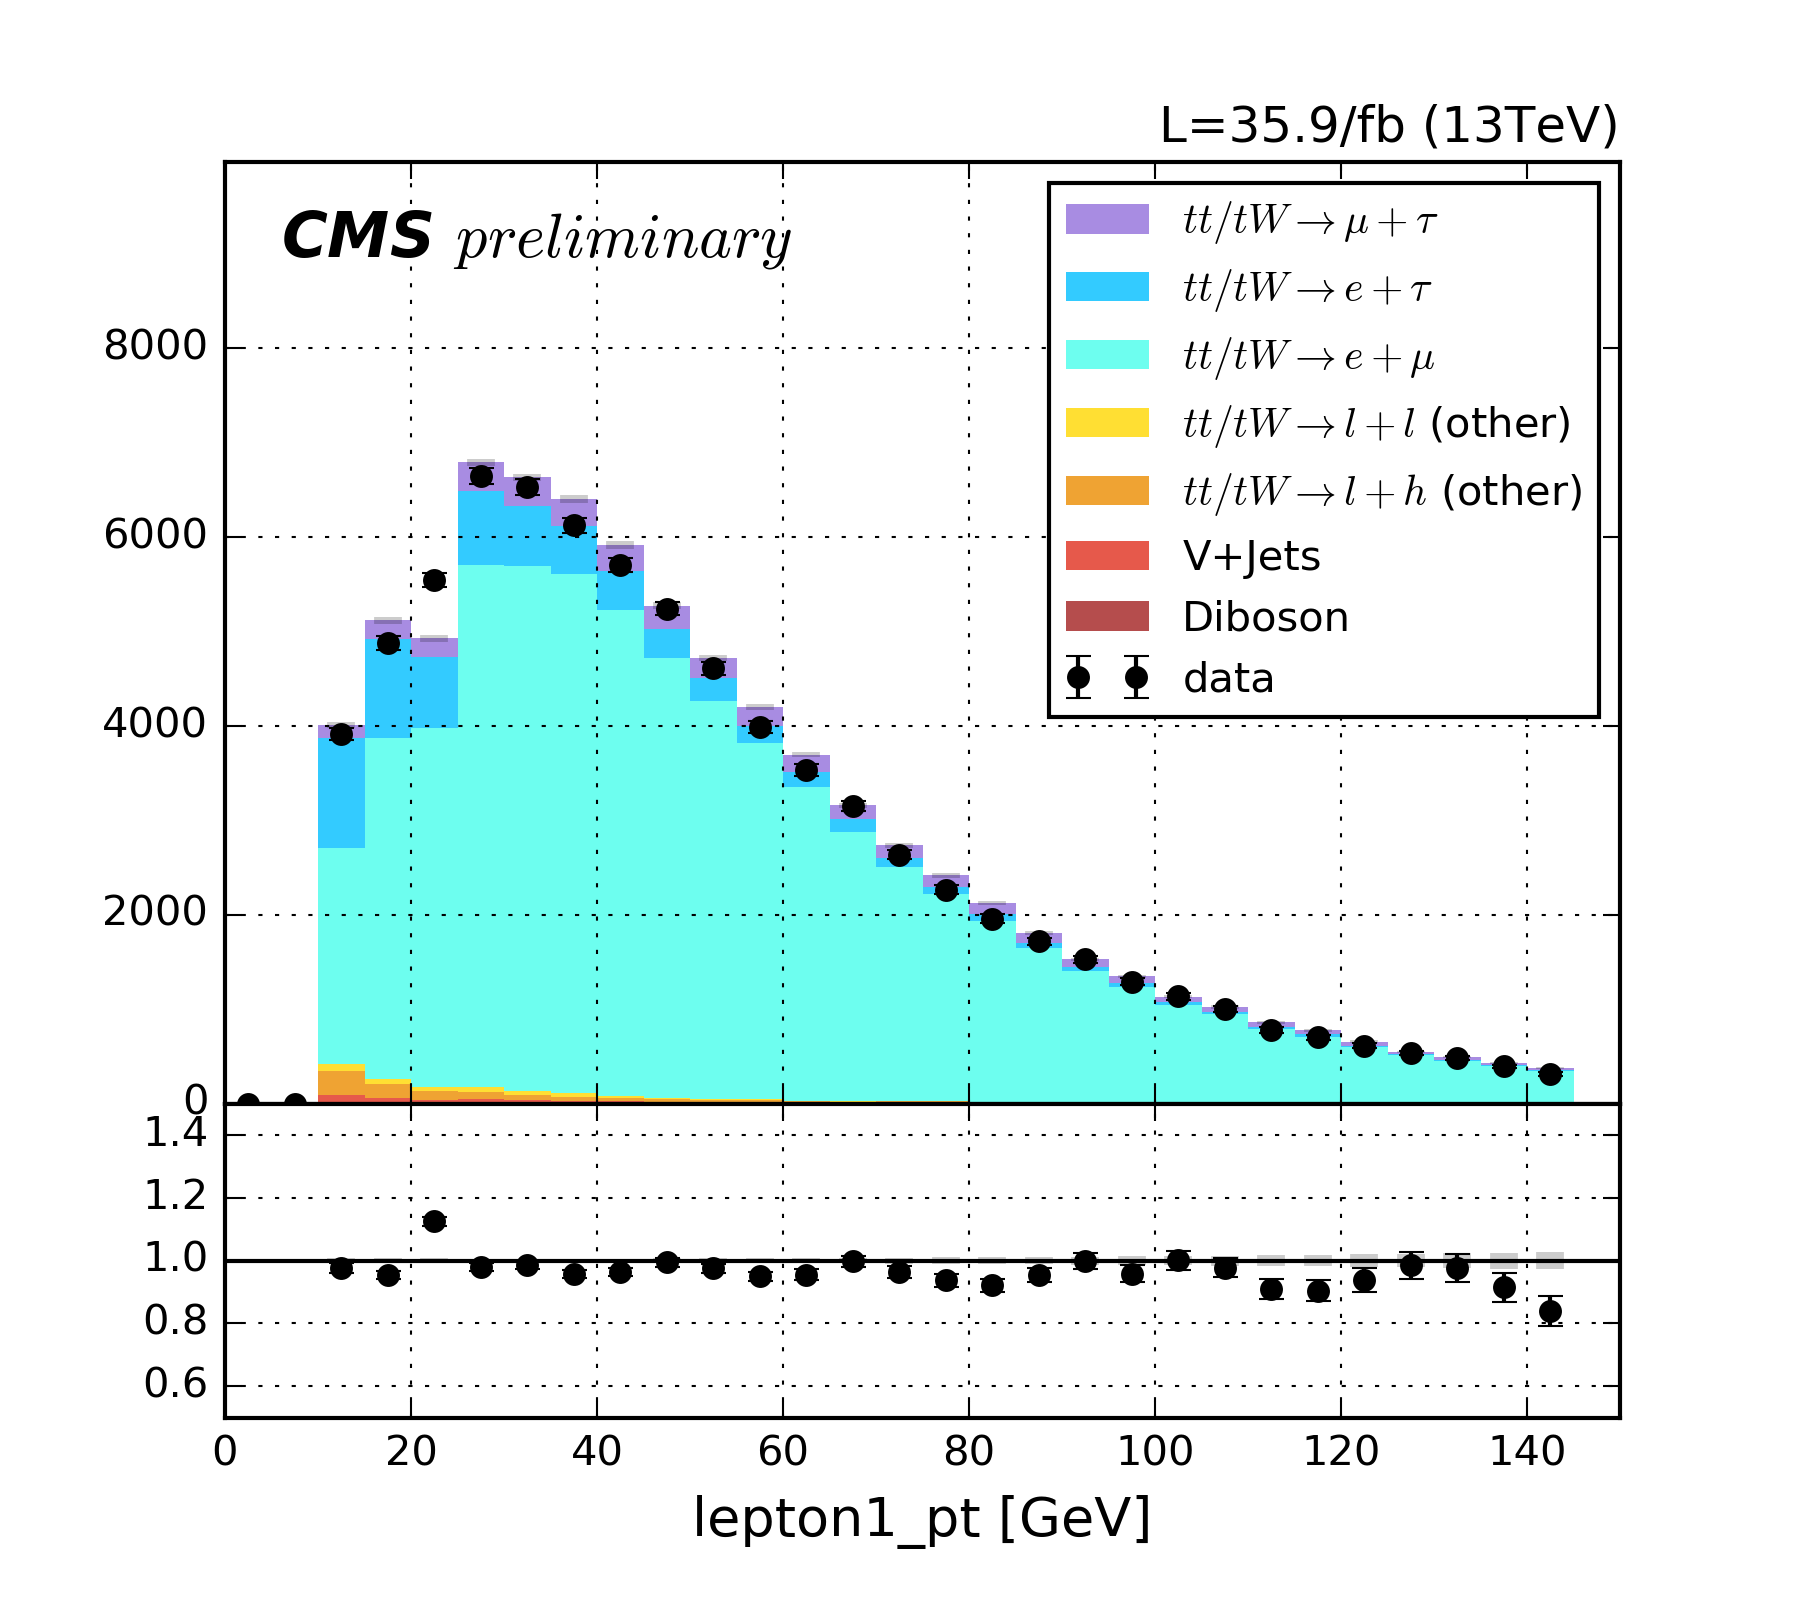 L=35.9/fb (13TeV)
CMS preliminary
tt/tW→μ+τ
tt/tW→e+τ
tt/tW→e+μ
tt/tW→l+l (other)
tt/tW→l+h (other)
V+Jets
Diboson
data
8000
6000
4000
2000
0
1.4
1.2
1.0
0.8
0.6
0 20 40 60 80 100 120 140
lepton1_pt [GeV]